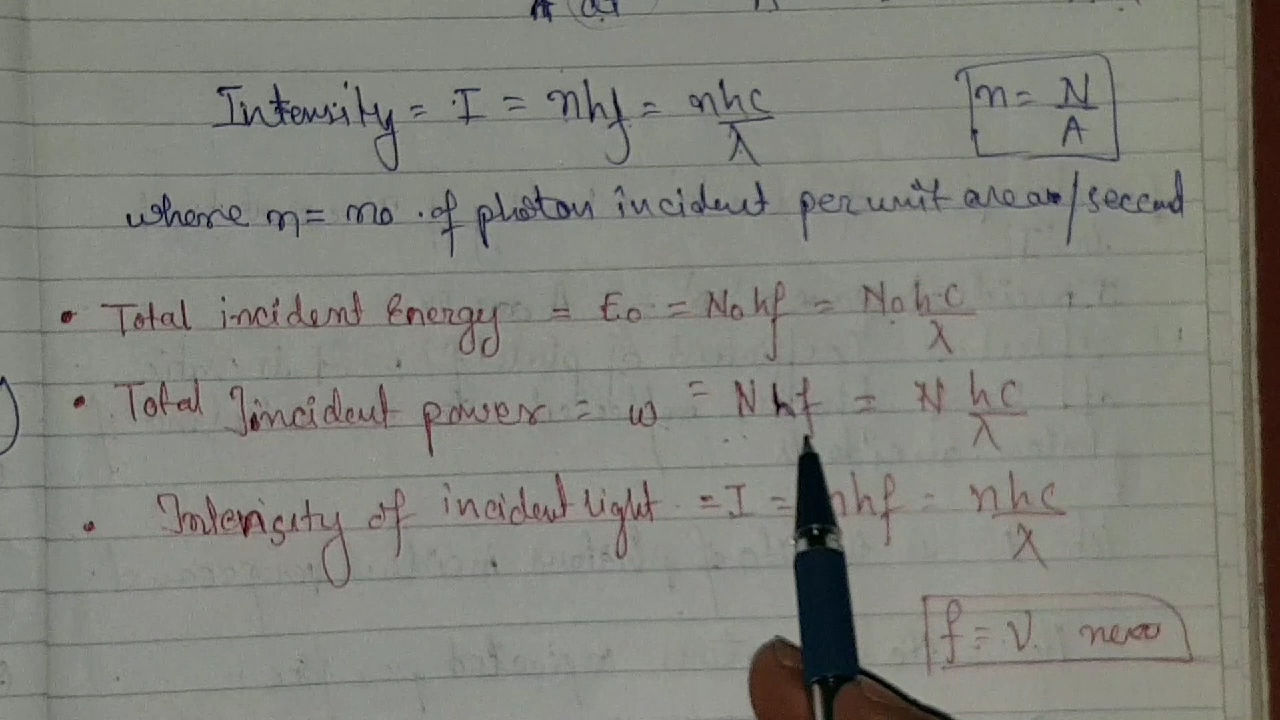 Intensity = I = nhf = nhc/λ n = N/A
where n = no. of photon incident per unit area/second
• Total incident Energy = E₀ = N₀hf = N₀hc/λ
• Total incident power = w = Nhf = N hc/λ
• Intensity of incident light = I = nhf = nhc/λ
f = ν